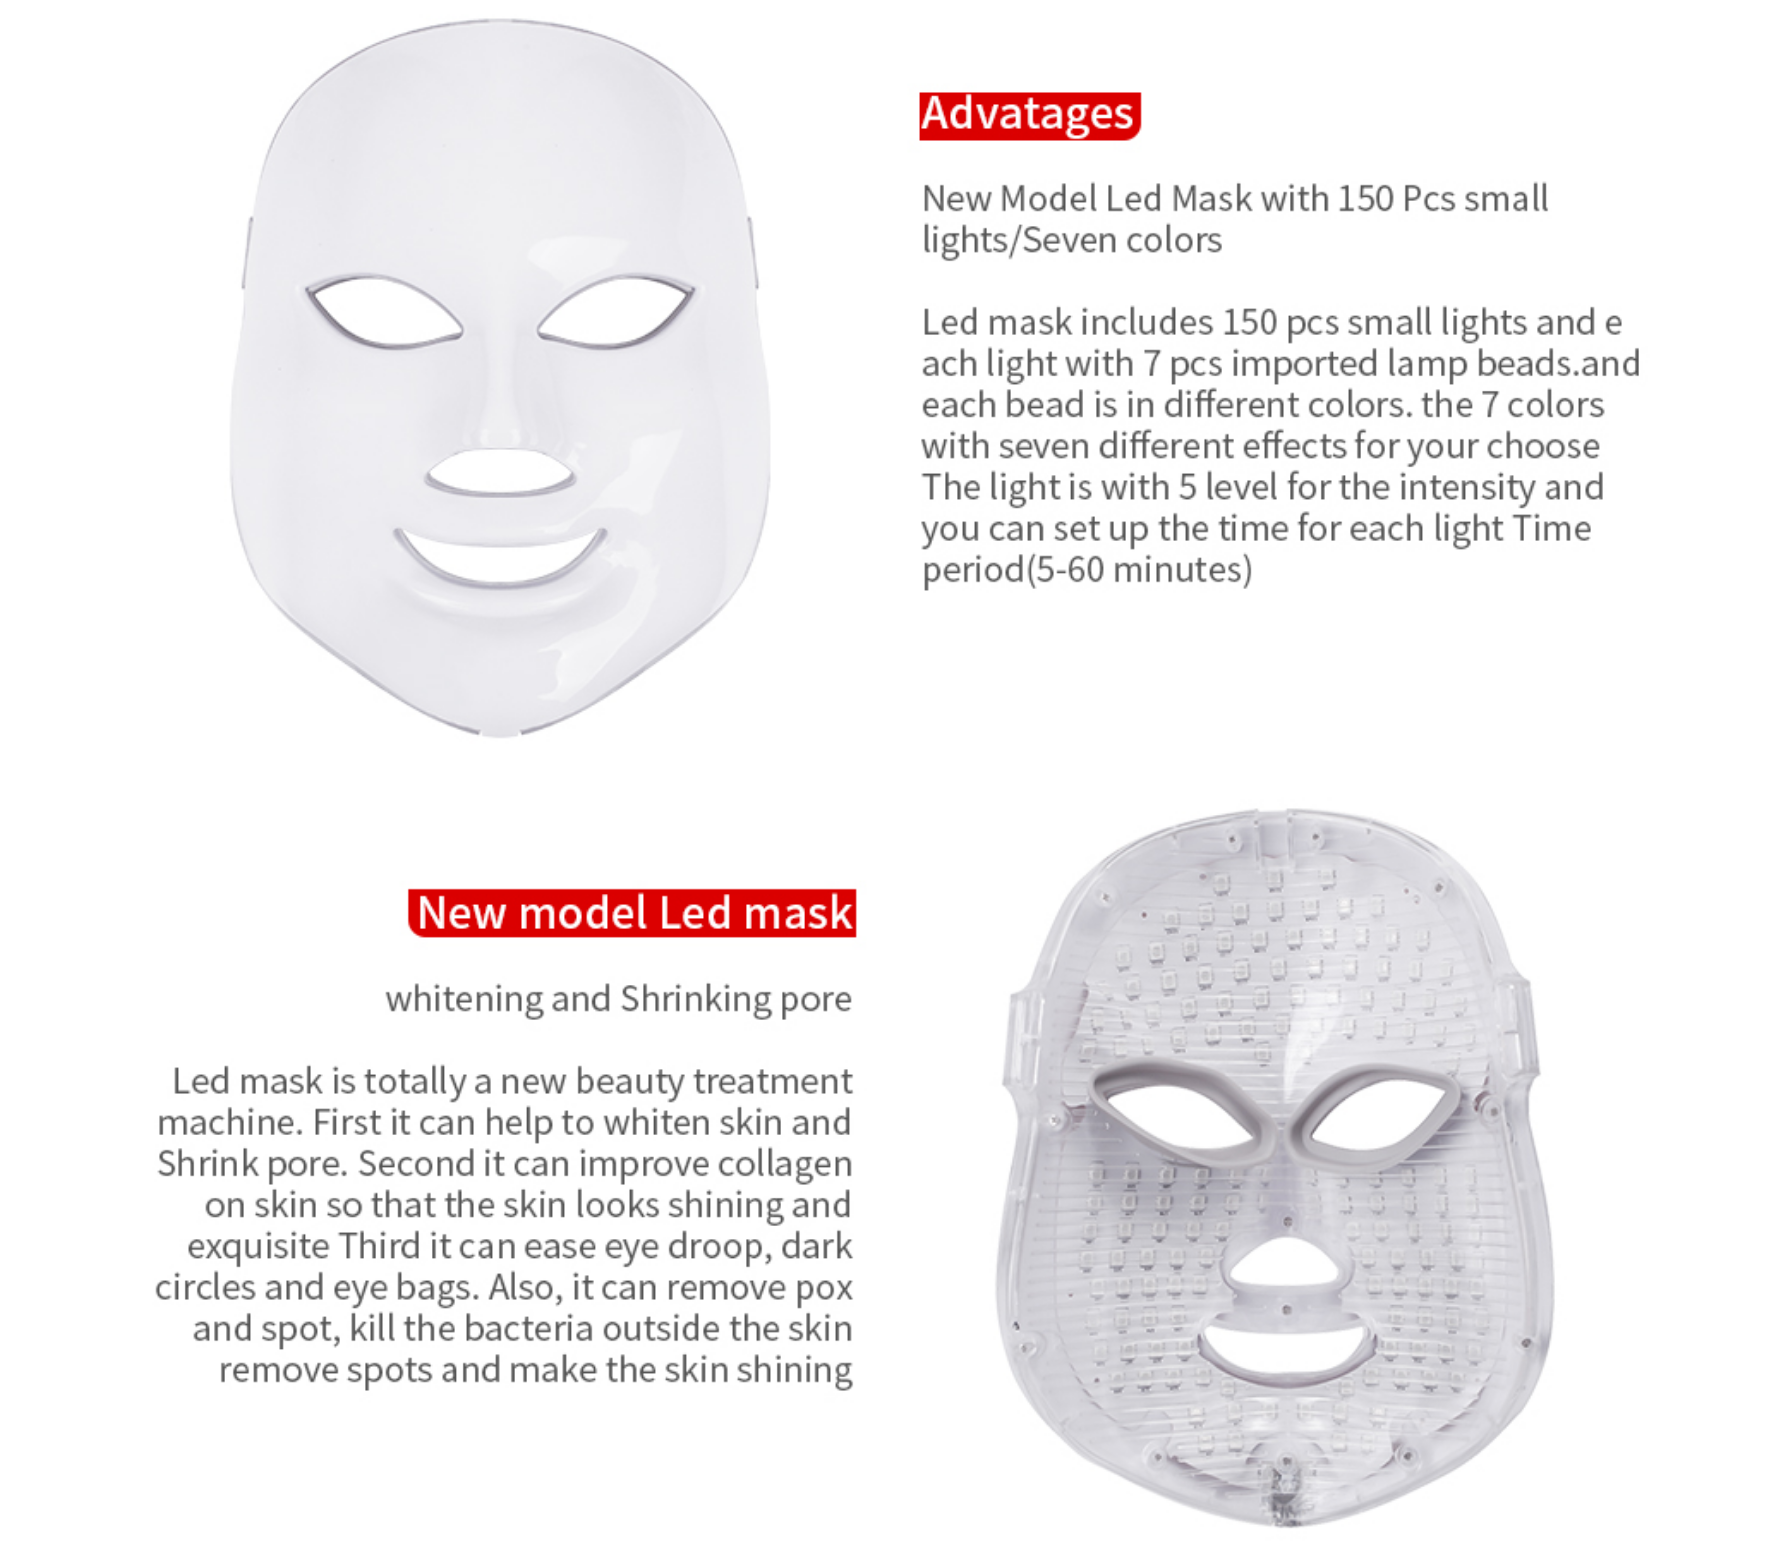 Advatages
New Model Led Mask with 150 Pcs small
lights/Seven colors
Led mask includes 150 pcs small lights and e
ach light with 7 pcs imported lamp beads.and
each bead is in different colors. the 7 colors
with seven different effects for your choose
The light is with 5 level for the intensity and
you can set up the time for each light Time
period(5-60 minutes)
New model Led mask
whitening and Shrinking pore
Led mask is totally a new beauty treatment
machine. First it can help to whiten skin and
Shrink pore. Second it can improve collagen
on skin so that the skin looks shining and
exquisite Third it can ease eye droop, dark
circles and eye bags. Also, it can remove pox
and spot, kill the bacteria outside the skin
remove spots and make the skin shining